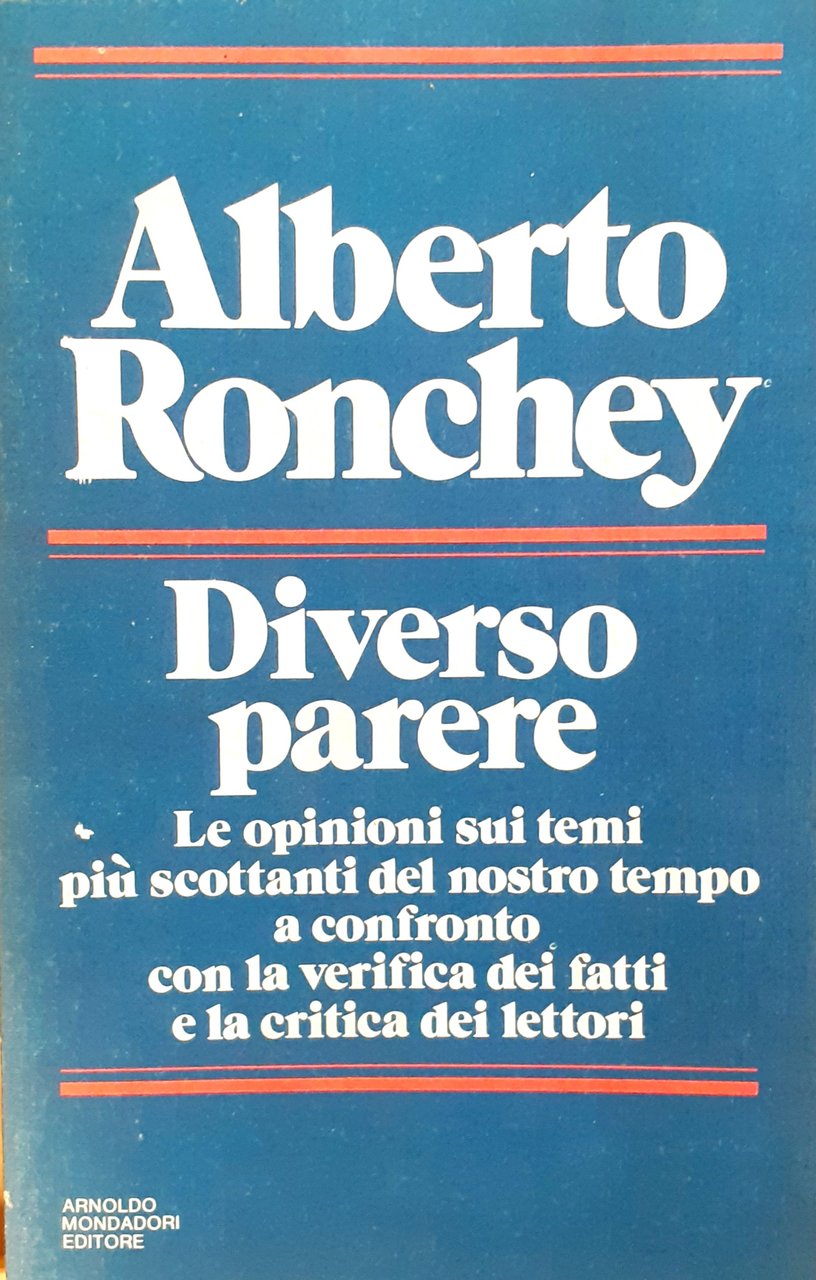 Alberto
Ronchey
Diverso
parere
Le opinioni sui temi
più scottanti del nostro tempo
a confronto
con la verifica dei fatti
e la critica dei lettori
ARNOLDO
MONDADORI
EDITORE